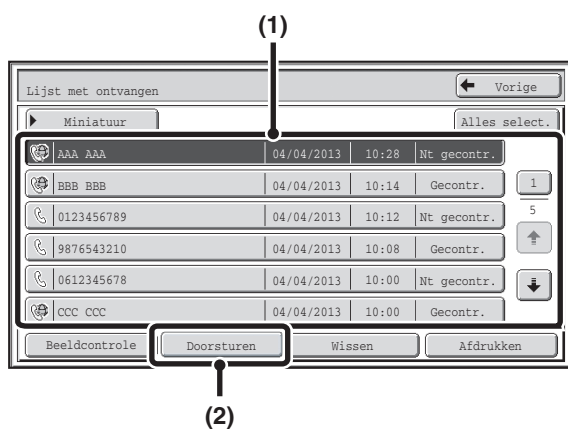 (1)
Lijst met ontvangen
Vorige
Miniatuur
Alles select.
AAA AAA 04/04/2013 10:28 Nt gecontr.
BBB BBB 04/04/2013 10:14 Gecontr.
1
0123456789 04/04/2013 10:12 Nt gecontr.
5
9876543210 04/04/2013 10:08 Gecontr.
0612345678 04/04/2013 10:00 Nt gecontr.
CCC CCC 04/04/2013 10:00 Gecontr.
Beeldcontrole Doorsturen Wissen Afdrukken
(2)